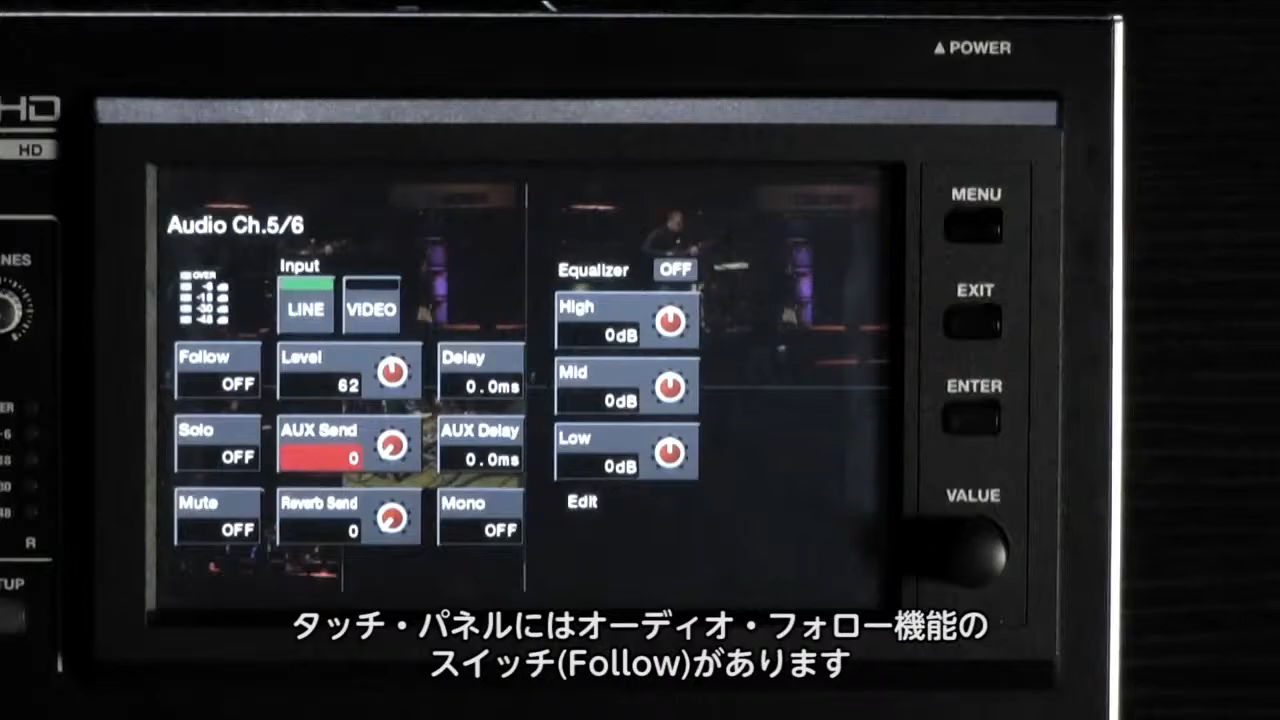 ▲POWER
HD
HD
MENU
Audio Ch.5/6
OVER
Input
NES
Equalizer OFF
LINE VIDEO
EXIT
High
0dB
Follow
OFF
Level
62
Delay
0.0ms
Mid
0dB
ENTER
Solo
OFF
AUX Send
0
AUX Delay
0.0ms
Low
0dB
Mute
OFF
Reverb Send
0
Mono
OFF
Edit
VALUE
R
TUP
タッチ・パネルにはオーディオ・フォロー機能の
スイッチ(Follow)があります